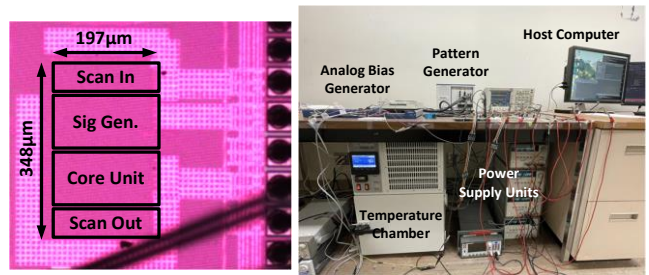 197µm
348µm
Scan In
Sig Gen.
Core Unit
Scan Out
Host Computer
Pattern
Generator
Analog Bias
Generator
Power
Supply Units
Temperature
Chamber